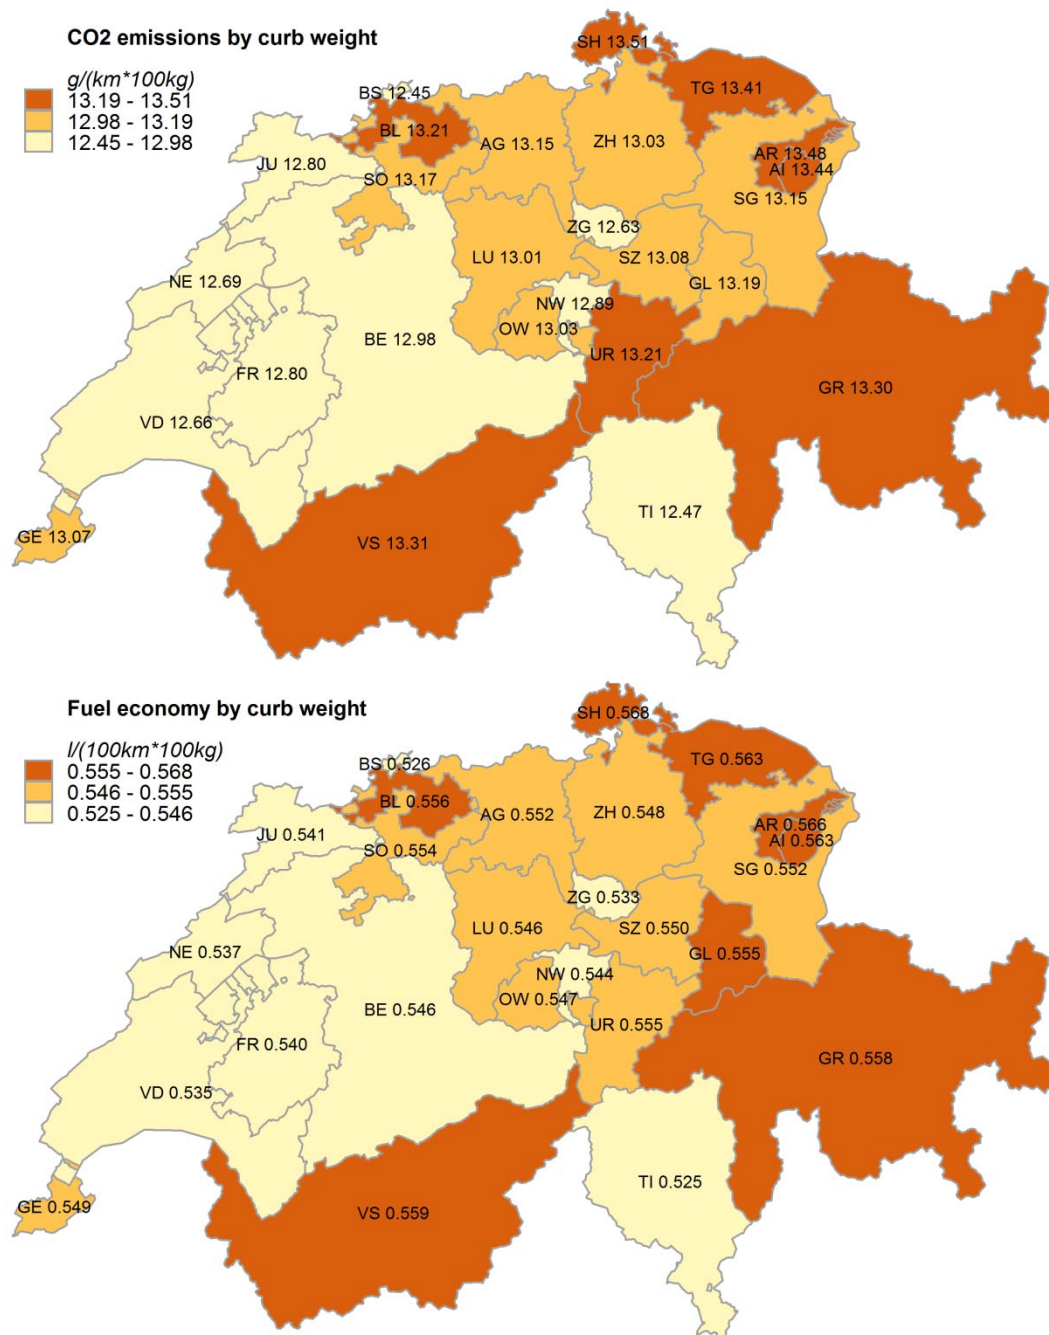 CO2 emissions by curb weight
g/(km*100kg)
13.19 - 13.51
12.98 - 13.19
12.45 - 12.98
SH 13.51
TG 13.41
BS 12.45
BL 13.21
AG 13.15
ZH 13.03
AR 13.48
AI 13.44
JU 12.80
SO 13.17
SG 13.15
ZG 12.63
LU 13.01
SZ 13.08
NE 12.69
GL 13.19
NW 12.89
OW 13.03
BE 12.98
UR 13.21
FR 12.80
GR 13.30
VD 12.66
TI 12.47
GE 13.07
VS 13.31
Fuel economy by curb weight
l/(100km*100kg)
0.555 - 0.568
0.546 - 0.555
0.525 - 0.546
SH 0.568
TG 0.563
BS 0.526
BL 0.556
AG 0.552
ZH 0.548
AR 0.566
AI 0.563
JU 0.541
SO 0.554
SG 0.552
ZG 0.533
LU 0.546
SZ 0.550
NE 0.537
GL 0.555
NW 0.544
OW 0.547
BE 0.546
UR 0.555
FR 0.540
GR 0.558
VD 0.535
TI 0.525
GE 0.549
VS 0.559